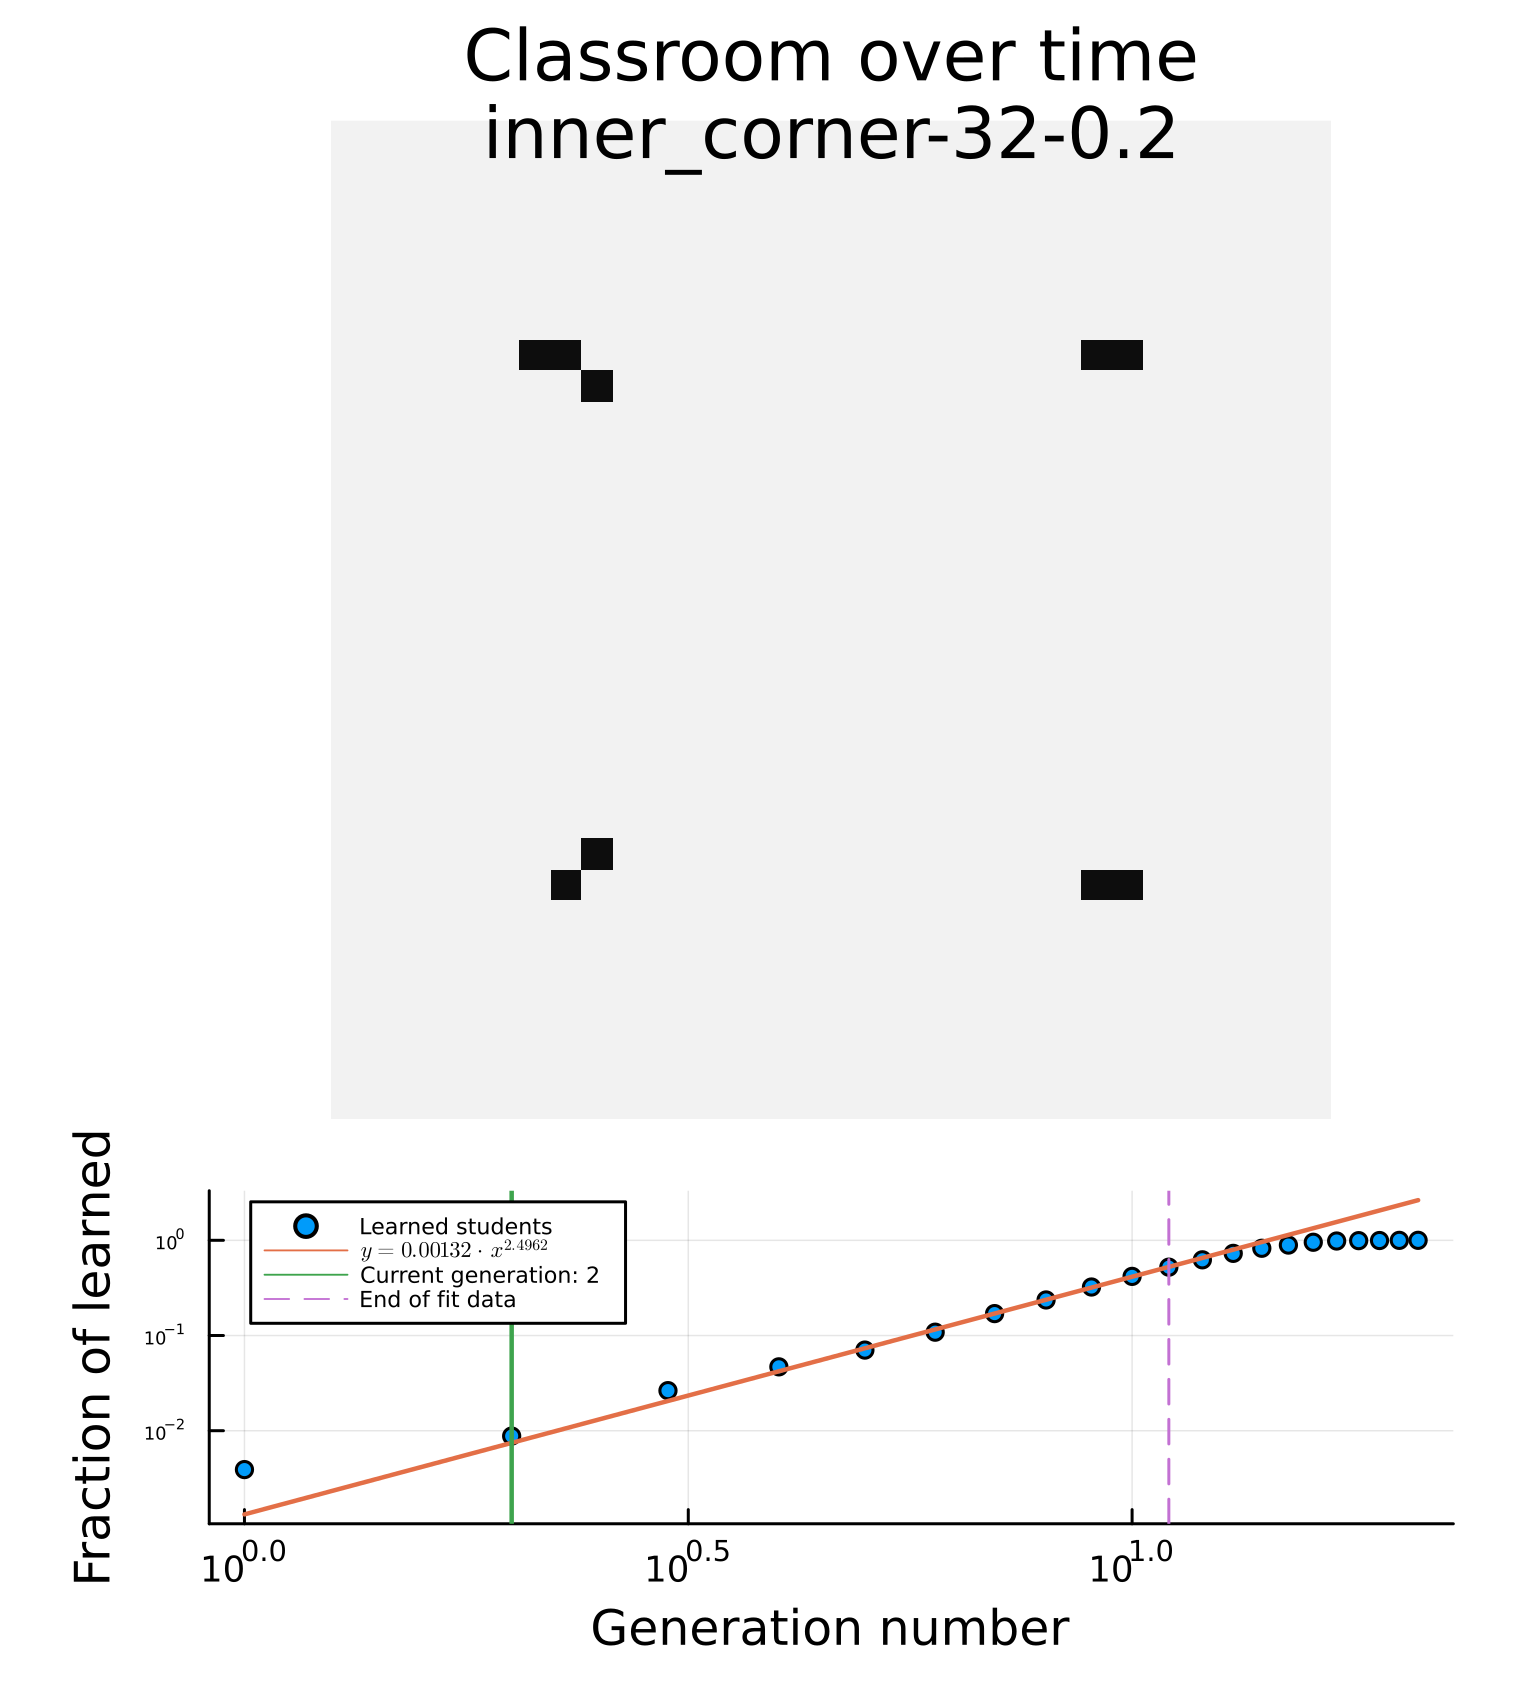 Classroom over time
inner_corner-32-0.2
Fraction of learned
10⁰
10⁻¹
10⁻²
Learned students
y = 0.00132 · x^2.4962
Current generation: 2
End of fit data
10^0.0 10^0.5 10^1.0
Generation number